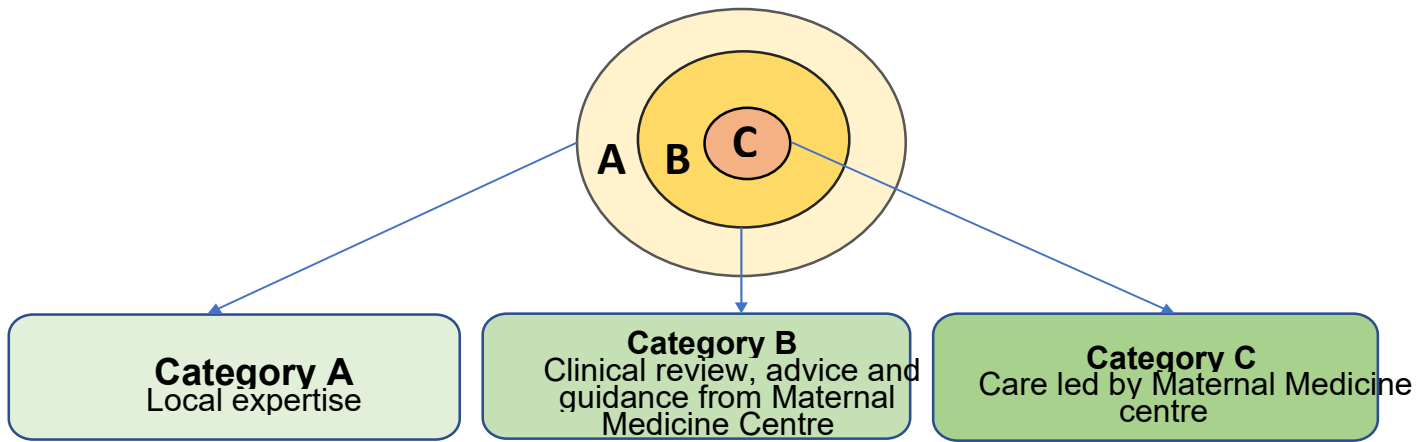 A
B
C
Category A
Local expertise
Category B
Clinical review, advice and
guidance from Maternal
Medicine Centre
Category C
Care led by Maternal Medicine
centre